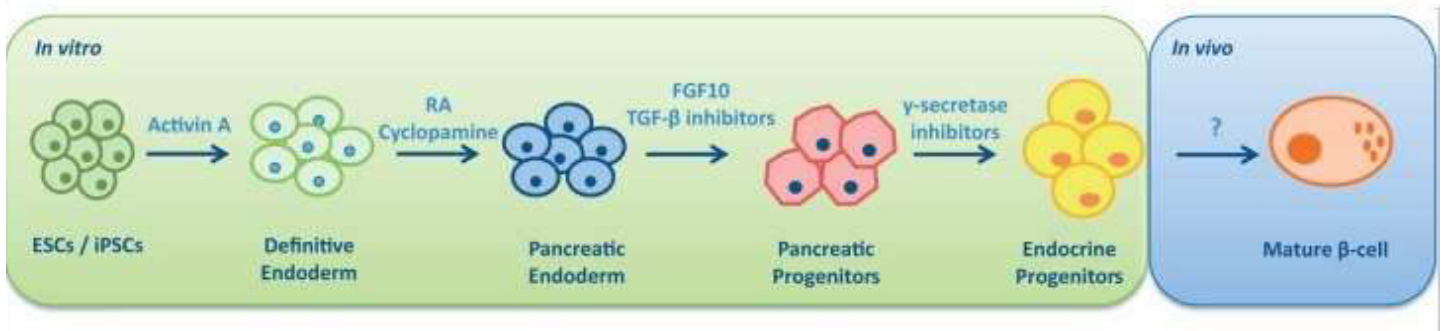 In vitro
In vivo
Activin A
RA
Cyclopamine
FGF10
TGF-β inhibitors
γ-secretase
inhibitors
?
ESCs / iPSCs
Definitive
Endoderm
Pancreatic
Endoderm
Pancreatic
Progenitors
Endocrine
Progenitors
Mature β-cell